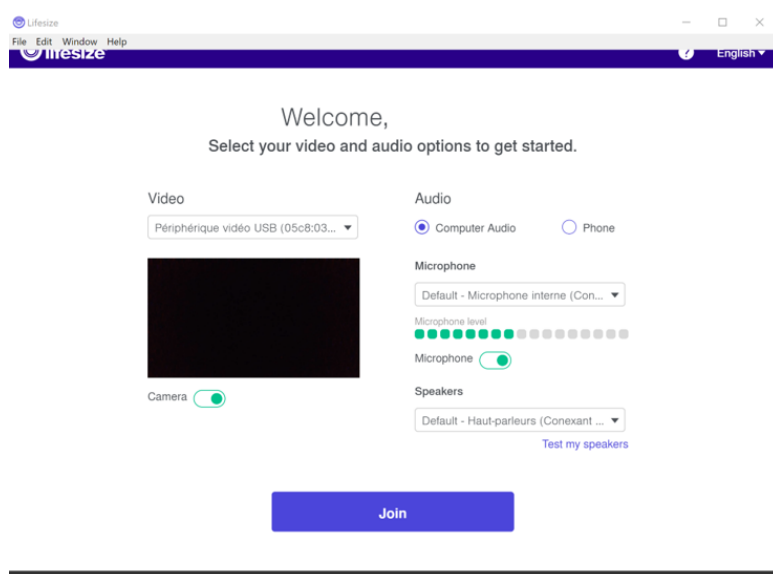 Lifesize
File Edit Window Help
lifesize
? English
Welcome,
Select your video and audio options to get started.
Video
Périphérique vidéo USB (05c8:03...
Camera
Audio
Computer Audio Phone
Microphone
Default - Microphone interne (Con...
Microphone level
Microphone
Speakers
Default - Haut-parleurs (Conexant ...
Test my speakers
Join